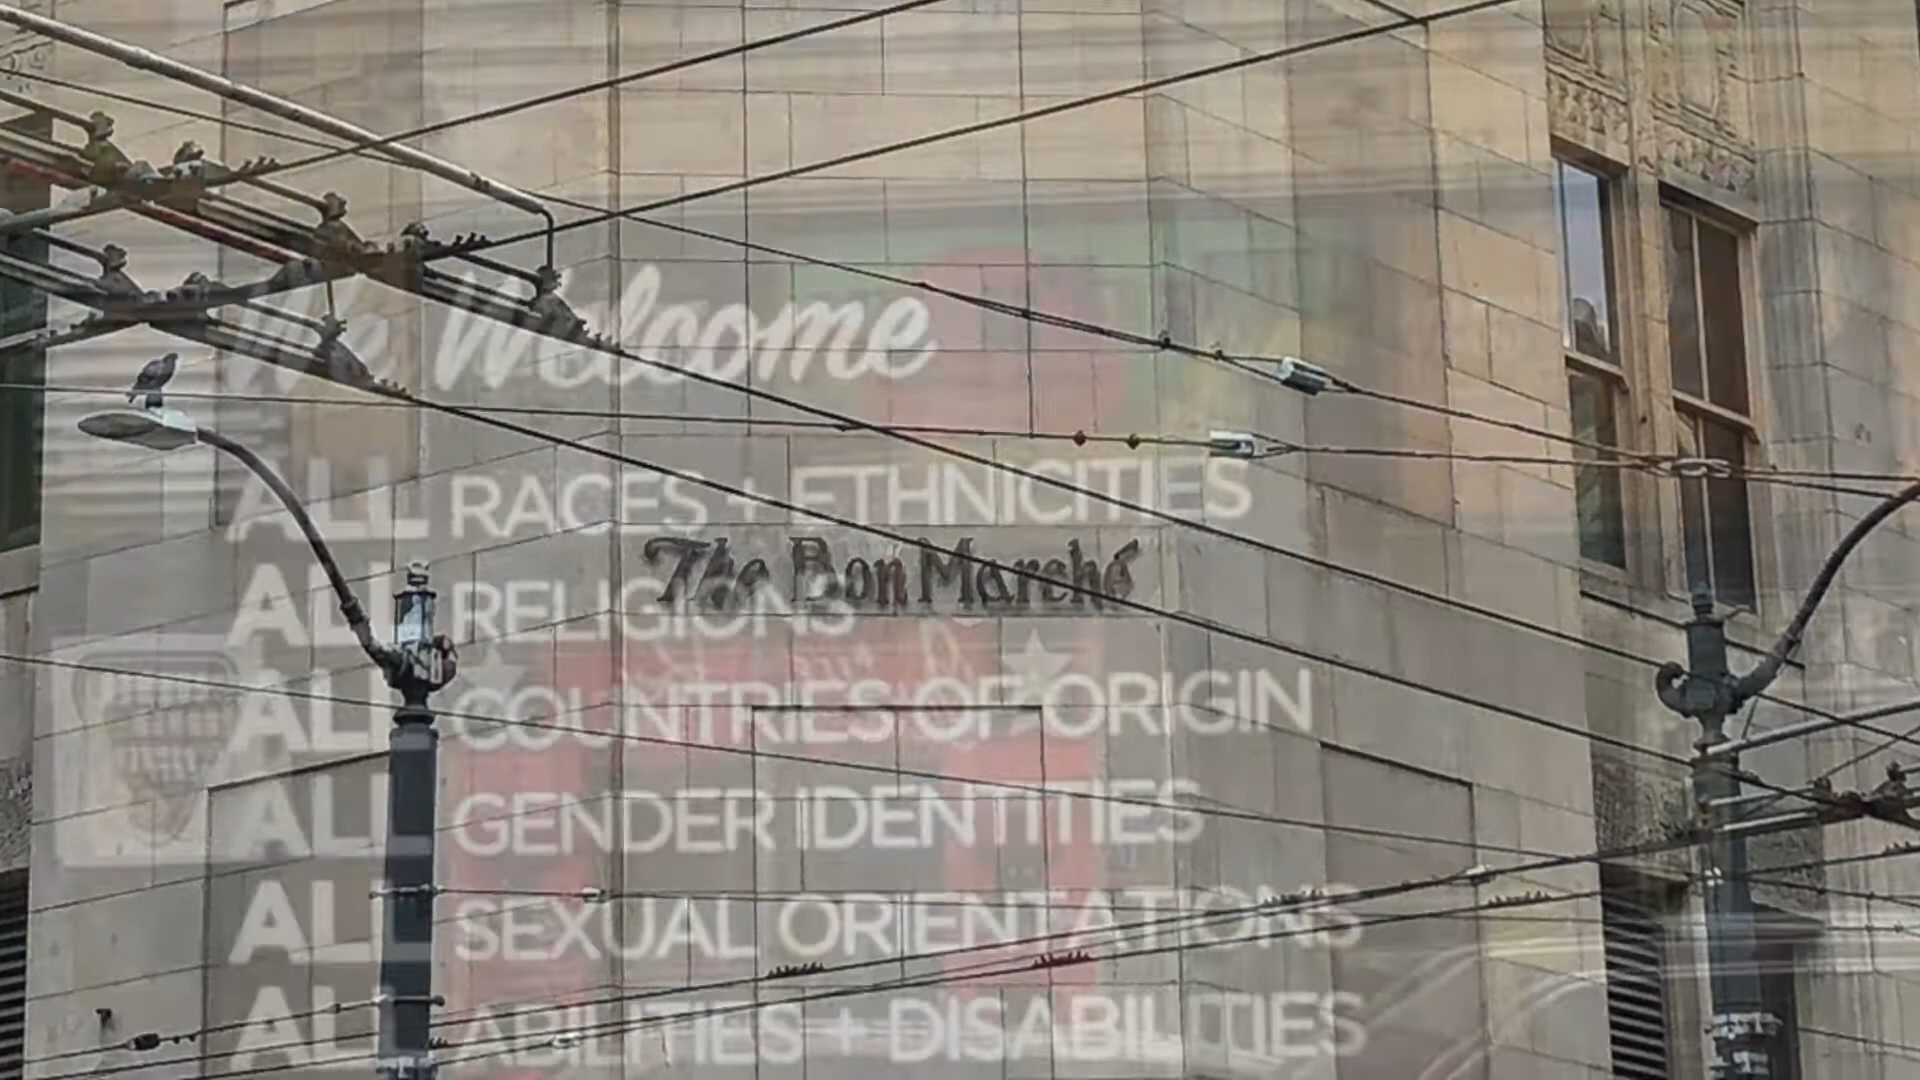 We Welcome
ALL RACES + ETHNICITIES
The Bon Marché
ALL RELIGIONS
ALL COUNTRIES OF ORIGIN
ALL GENDER IDENTITIES
ALL SEXUAL ORIENTATIONS
ALL ABILITIES + DISABILITIES